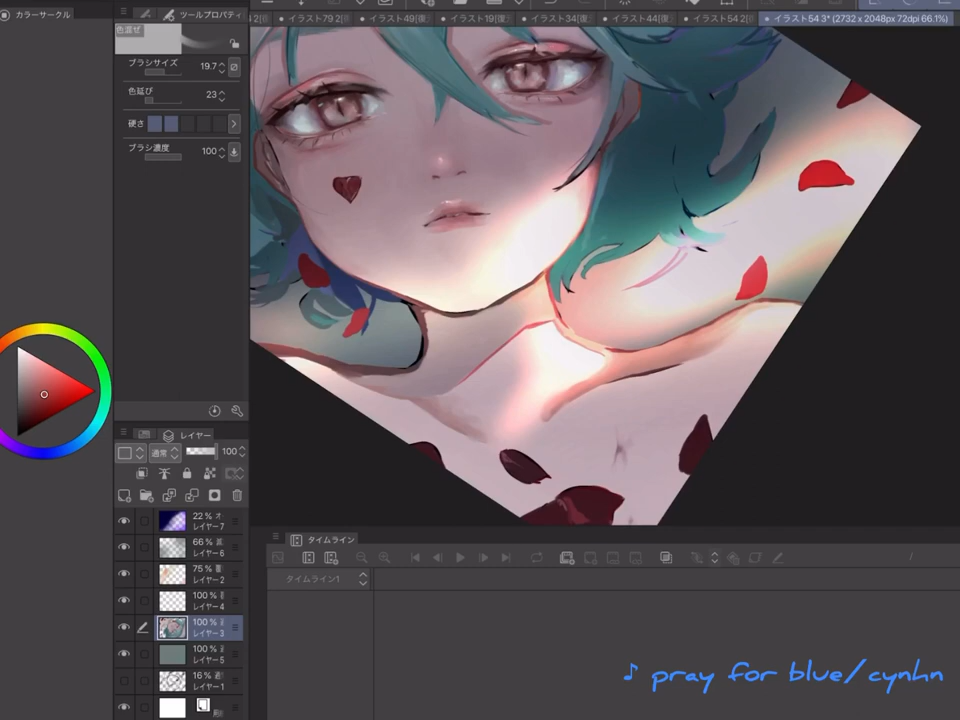 カラーサークル
ツールプロパティ
イラスト79
イラスト49[復
イラスト19[復
イラスト34[復
イラスト44[復
イラスト54 2[
イラスト54 3* (2732 x 2048px 72dpi 66.1%)
色混ぜ
ブラシサイズ 19.7
色延び 23
硬さ
ブラシ濃度 100
レイヤー
通常 100
22%
レイヤー7
66%
レイヤー6
75%
レイヤー2
100%
レイヤー4
100%
レイヤー3
100%
レイヤー5
16%
レイヤー1
タイムライン
タイムライン1
♪ pray for blue/cynhn